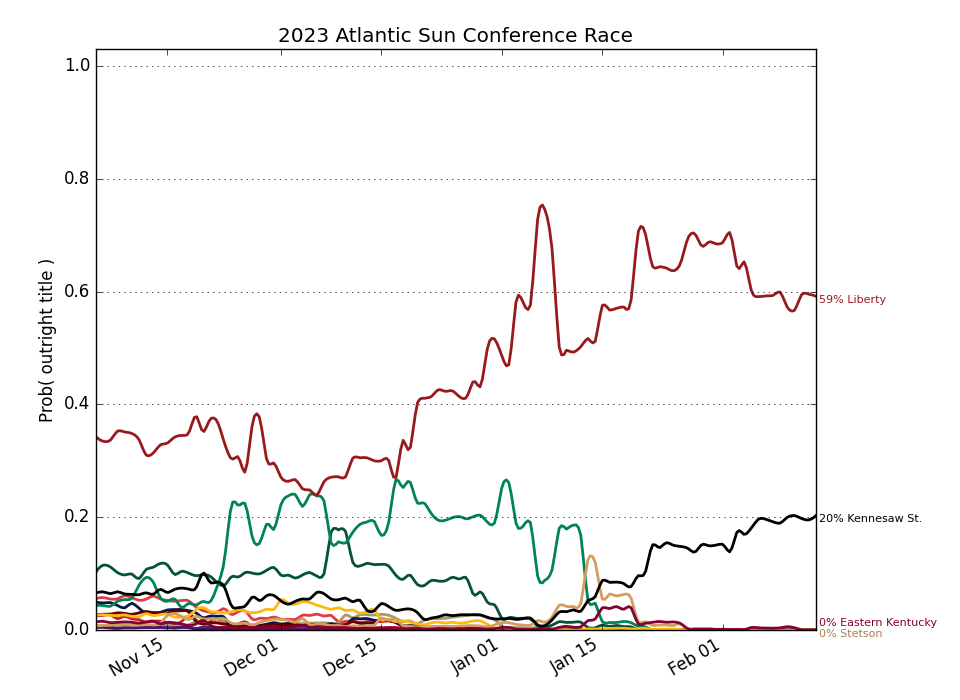 2023 Atlantic Sun Conference Race
Prob( outright title )
1.0
0.8
0.6
0.4
0.2
0.0
59% Liberty
20% Kennesaw St.
0% Eastern Kentucky
0% Stetson
Nov 15
Dec 01
Dec 15
Jan 01
Jan 15
Feb 01